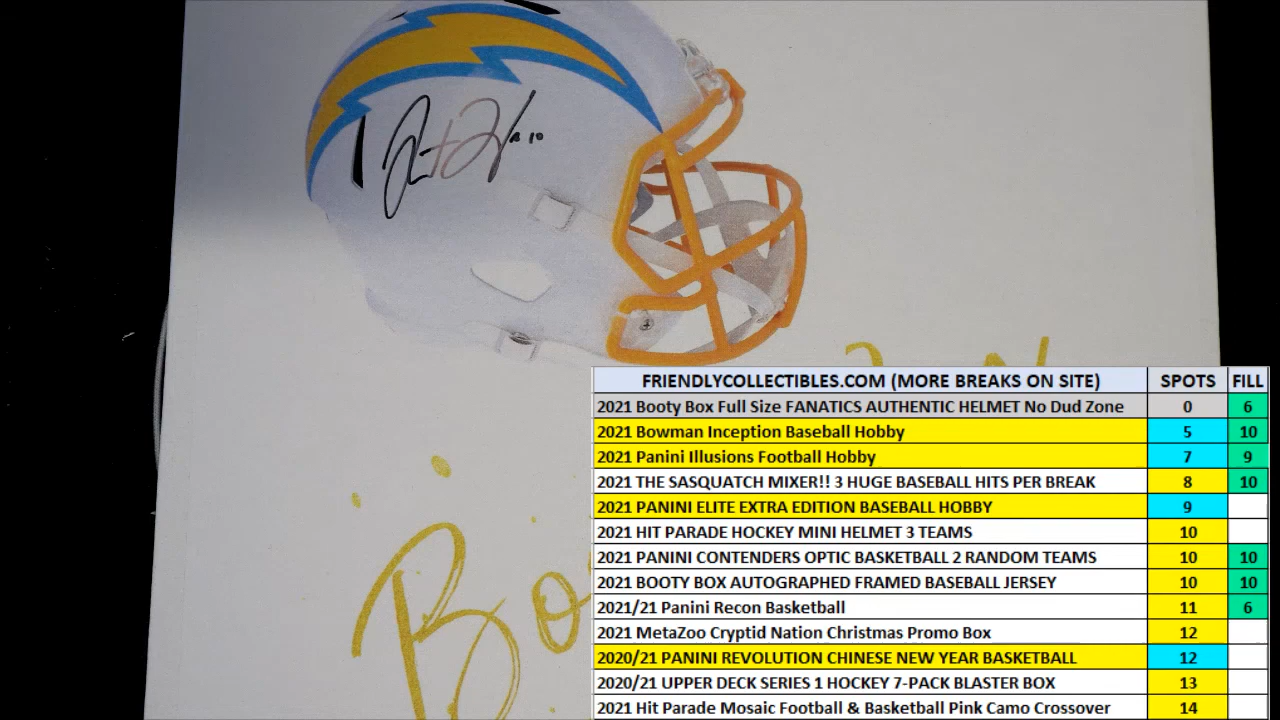 10
Bo
FRIENDLYCOLLECTIBLES.COM (MORE BREAKS ON SITE) SPOTS FILL
2021 Booty Box Full Size FANATICS AUTHENTIC HELMET No Dud Zone 0 6
2021 Bowman Inception Baseball Hobby 5 10
2021 Panini Illusions Football Hobby 7 9
2021 THE SASQUATCH MIXER!! 3 HUGE BASEBALL HITS PER BREAK 8 10
2021 PANINI ELITE EXTRA EDITION BASEBALL HOBBY 9
2021 HIT PARADE HOCKEY MINI HELMET 3 TEAMS 10
2021 PANINI CONTENDERS OPTIC BASKETBALL 2 RANDOM TEAMS 10 10
2021 BOOTY BOX AUTOGRAPHED FRAMED BASEBALL JERSEY 10 10
2021/21 Panini Recon Basketball 11 6
2021 MetaZoo Cryptid Nation Christmas Promo Box 12
2020/21 PANINI REVOLUTION CHINESE NEW YEAR BASKETBALL 12
2020/21 UPPER DECK SERIES 1 HOCKEY 7-PACK BLASTER BOX 13
2021 Hit Parade Mosaic Football & Basketball Pink Camo Crossover 14